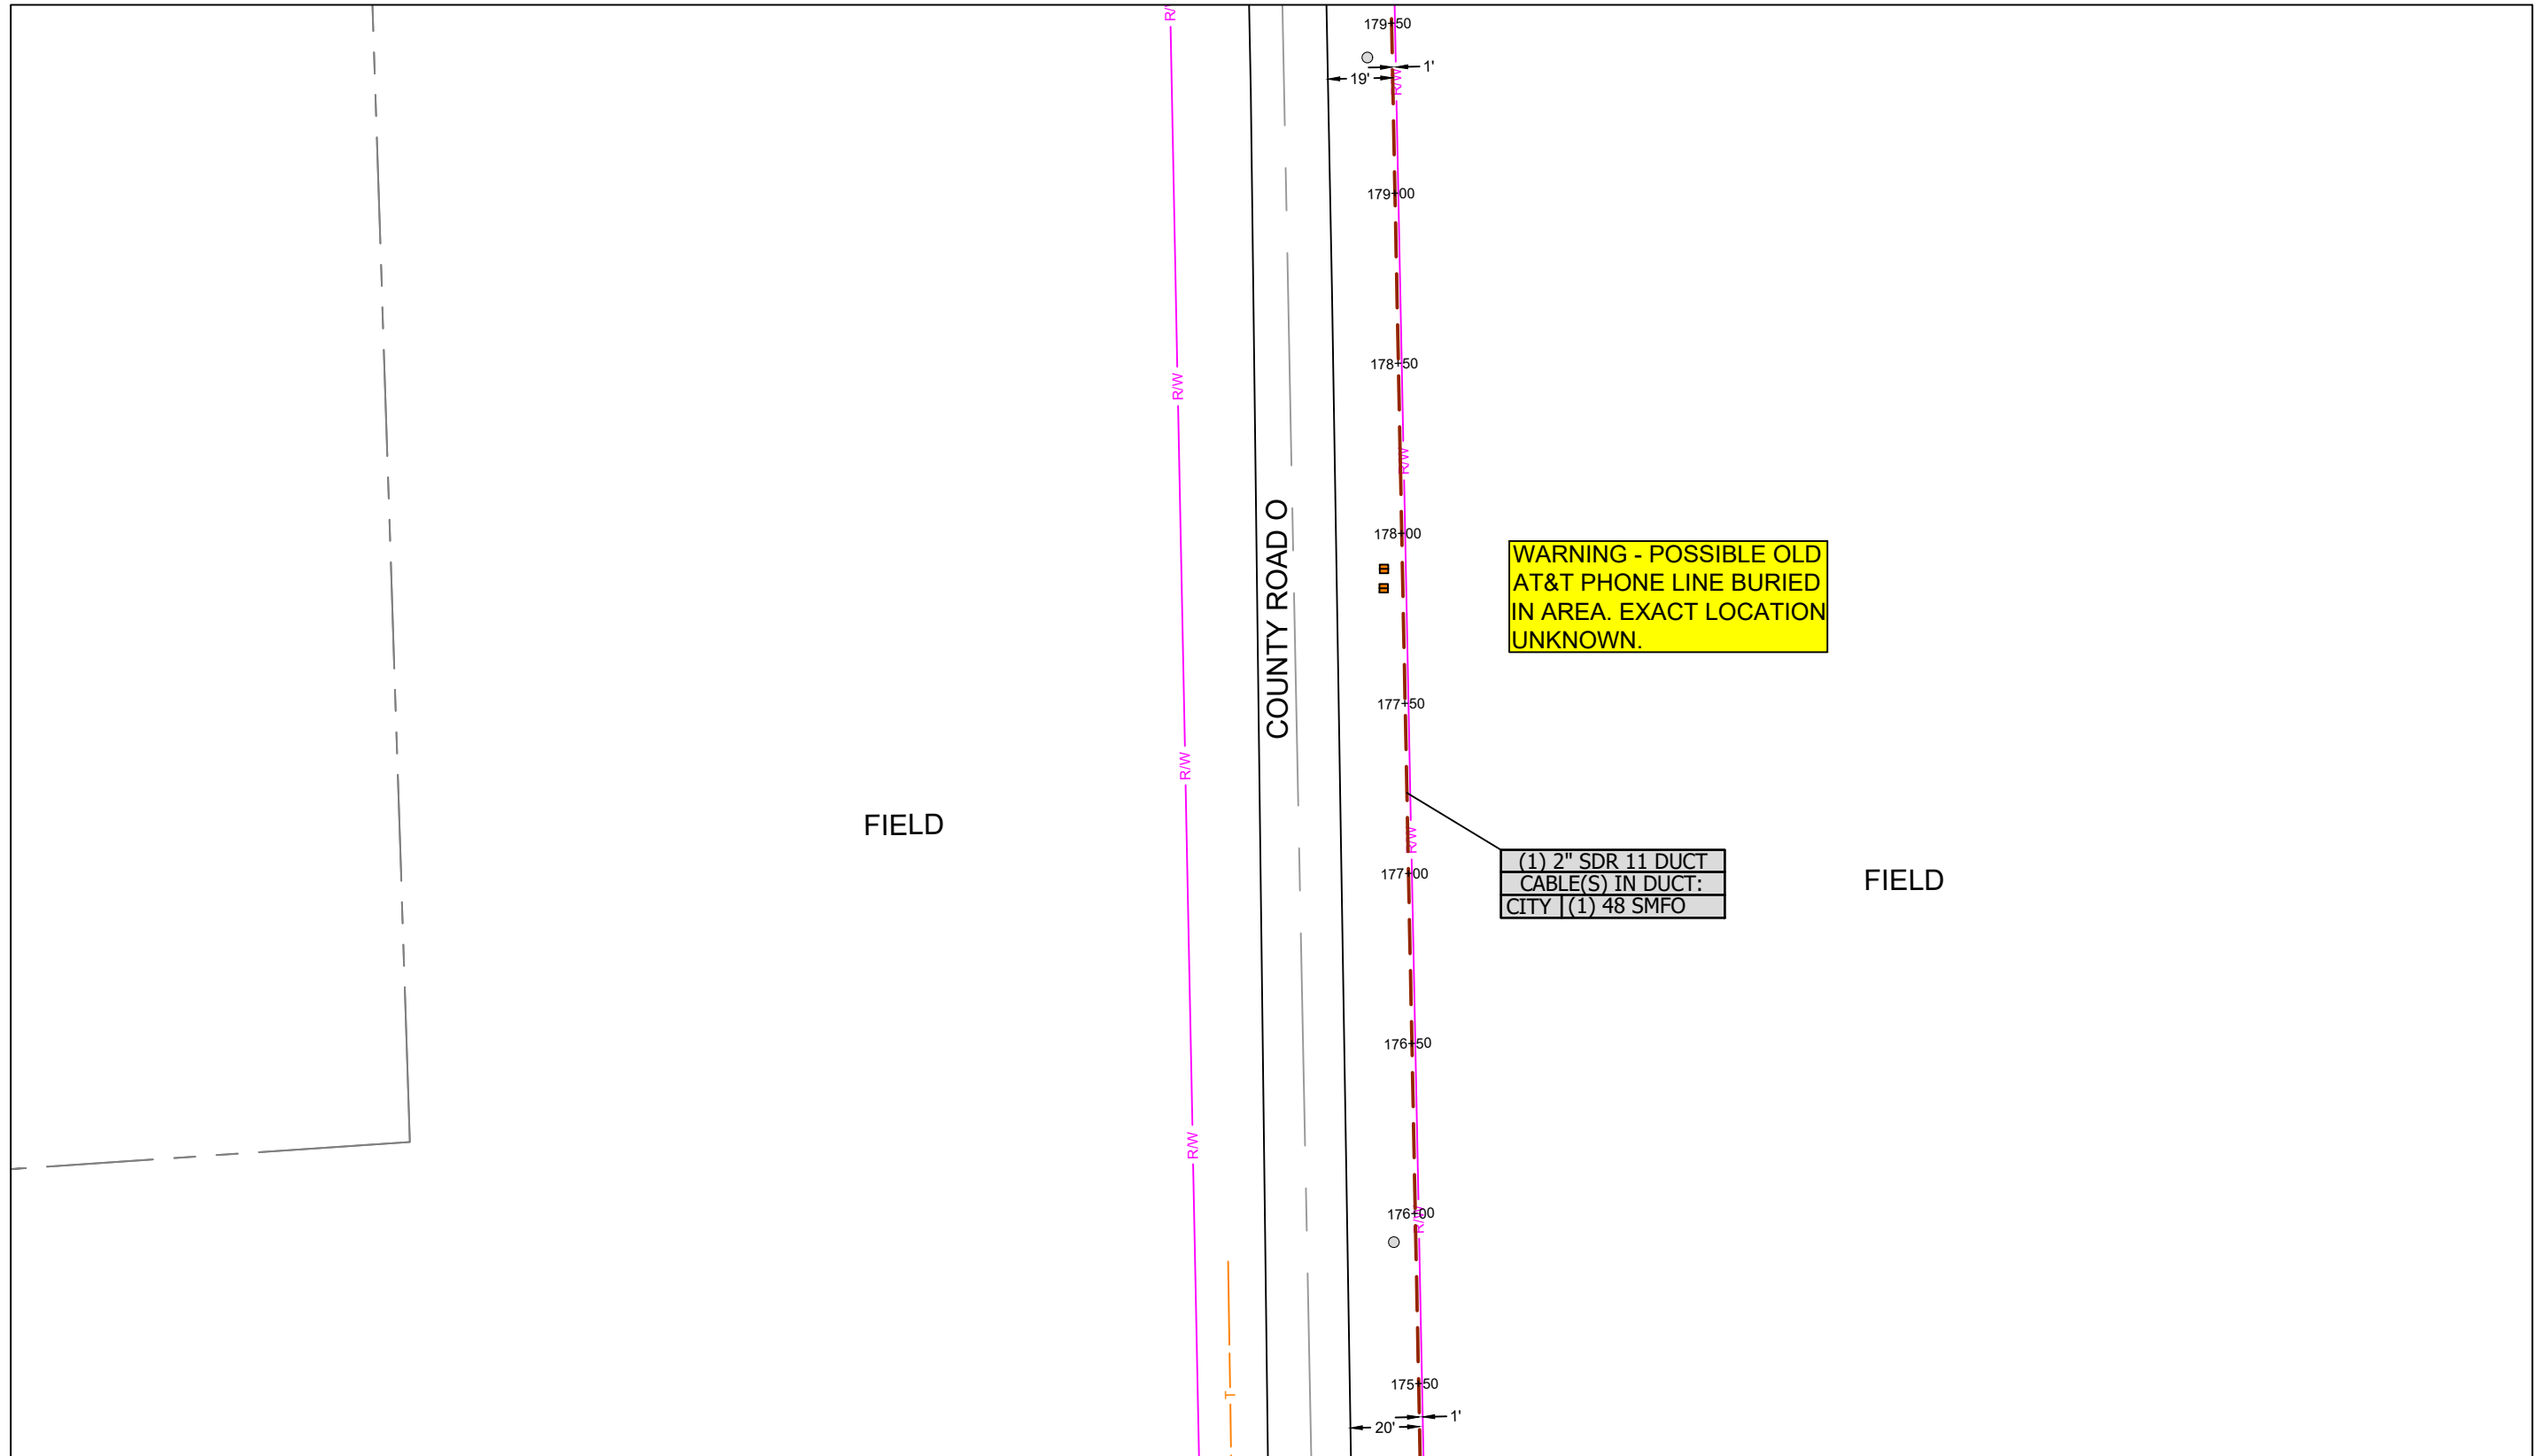 R/W
179+50
1'
19'
R/W
179+00
178+50
R/W
R/W
COUNTY ROAD O
178+00
WARNING - POSSIBLE OLD
AT&T PHONE LINE BURIED
IN AREA. EXACT LOCATION
UNKNOWN.
177+50
R/W
FIELD
R/W
(1) 2" SDR 11 DUCT
CABLE(S) IN DUCT:
CITY (1) 48 SMFO
177+00
FIELD
176+50
R/W
176+00
R/W
175+50
T
1'
20'